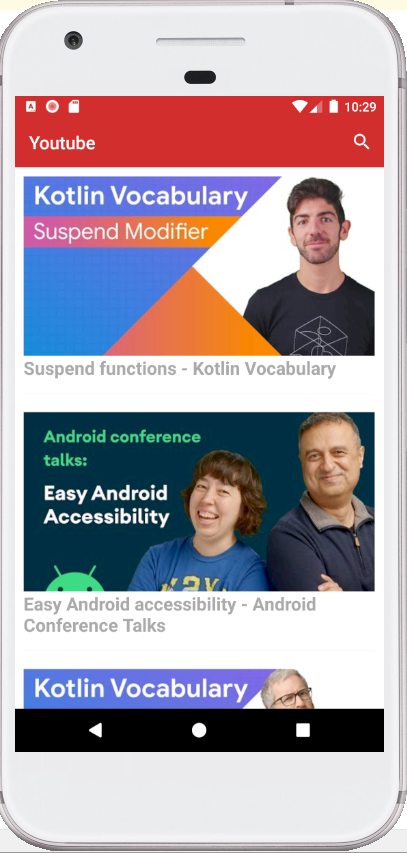 10:29
Youtube
Kotlin Vocabulary
Suspend Modifier
Suspend functions - Kotlin Vocabulary
Android conference
talks:
Easy Android
Accessibility
Easy Android accessibility - Android
Conference Talks
Kotlin Vocabulary